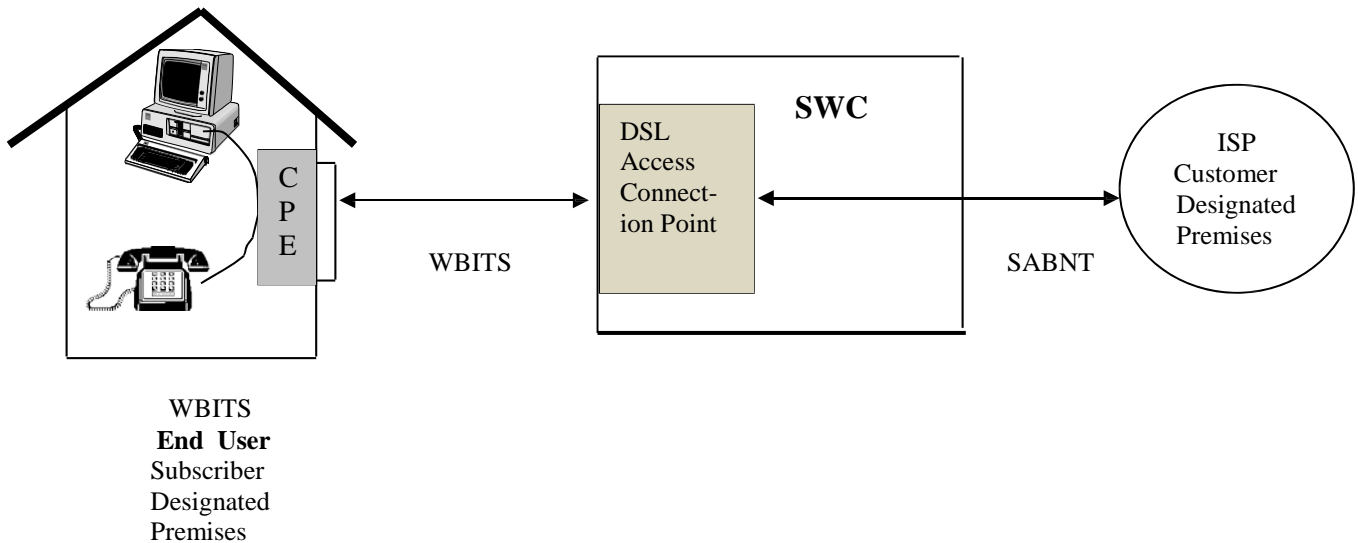 C
P
E
WBITS
DSL
Access
Connect-
ion Point
SWC
SABNT
ISP
Customer
Designated
Premises
WBITS
End User
Subscriber
Designated
Premises